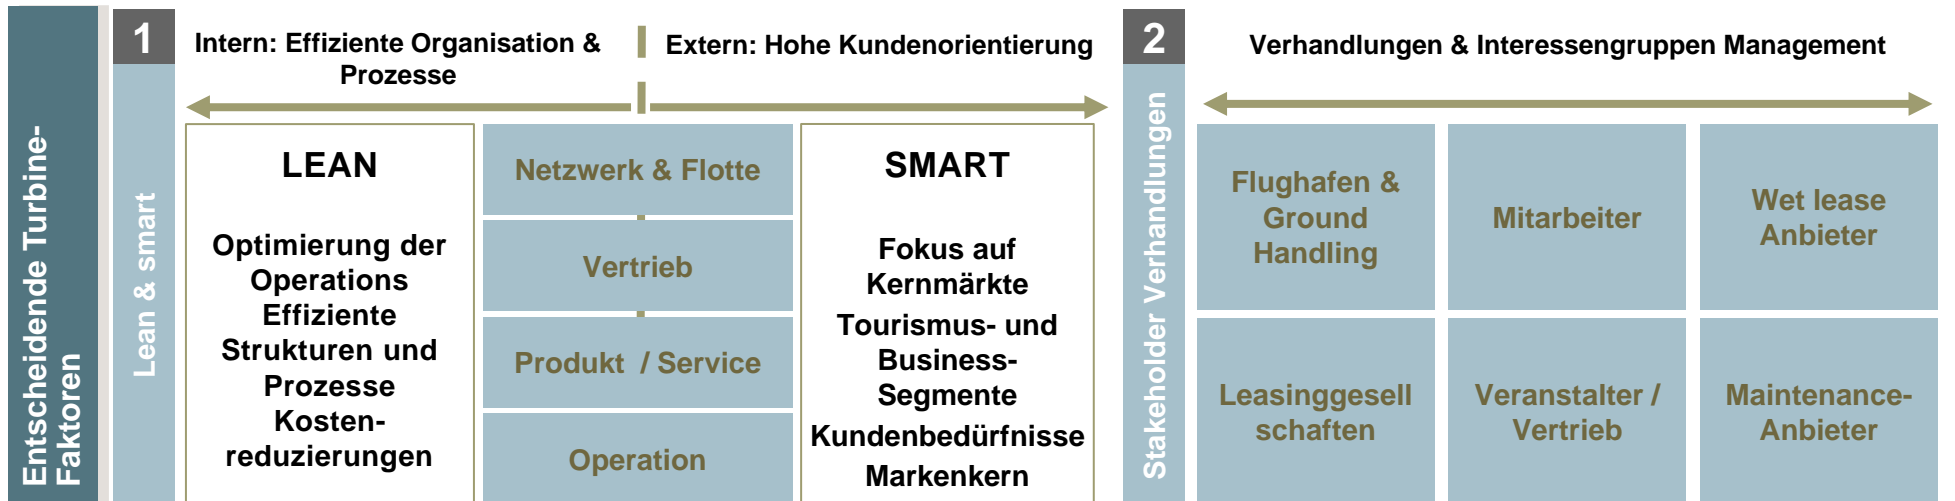 Entscheidende Turbine-
Faktoren
1
Lean & smart
Intern: Effiziente Organisation &
Prozesse
Extern: Hohe Kundenorientierung
LEAN
Optimierung der
Operations
Effiziente
Strukturen und
Prozesse
Kosten-
reduzierungen
Netzwerk & Flotte
Vertrieb
Produkt / Service
Operation
SMART
Fokus auf
Kernmärkte
Tourismus- und
Business-
Segmente
Kundenbedürfnisse
Markenkern
2
Stakeholder Verhandlungen
Verhandlungen & Interessengruppen Management
Flughafen &
Ground
Handling
Mitarbeiter
Wet lease
Anbieter
Leasinggesell
schaften
Veranstalter /
Vertrieb
Maintenance-
Anbieter